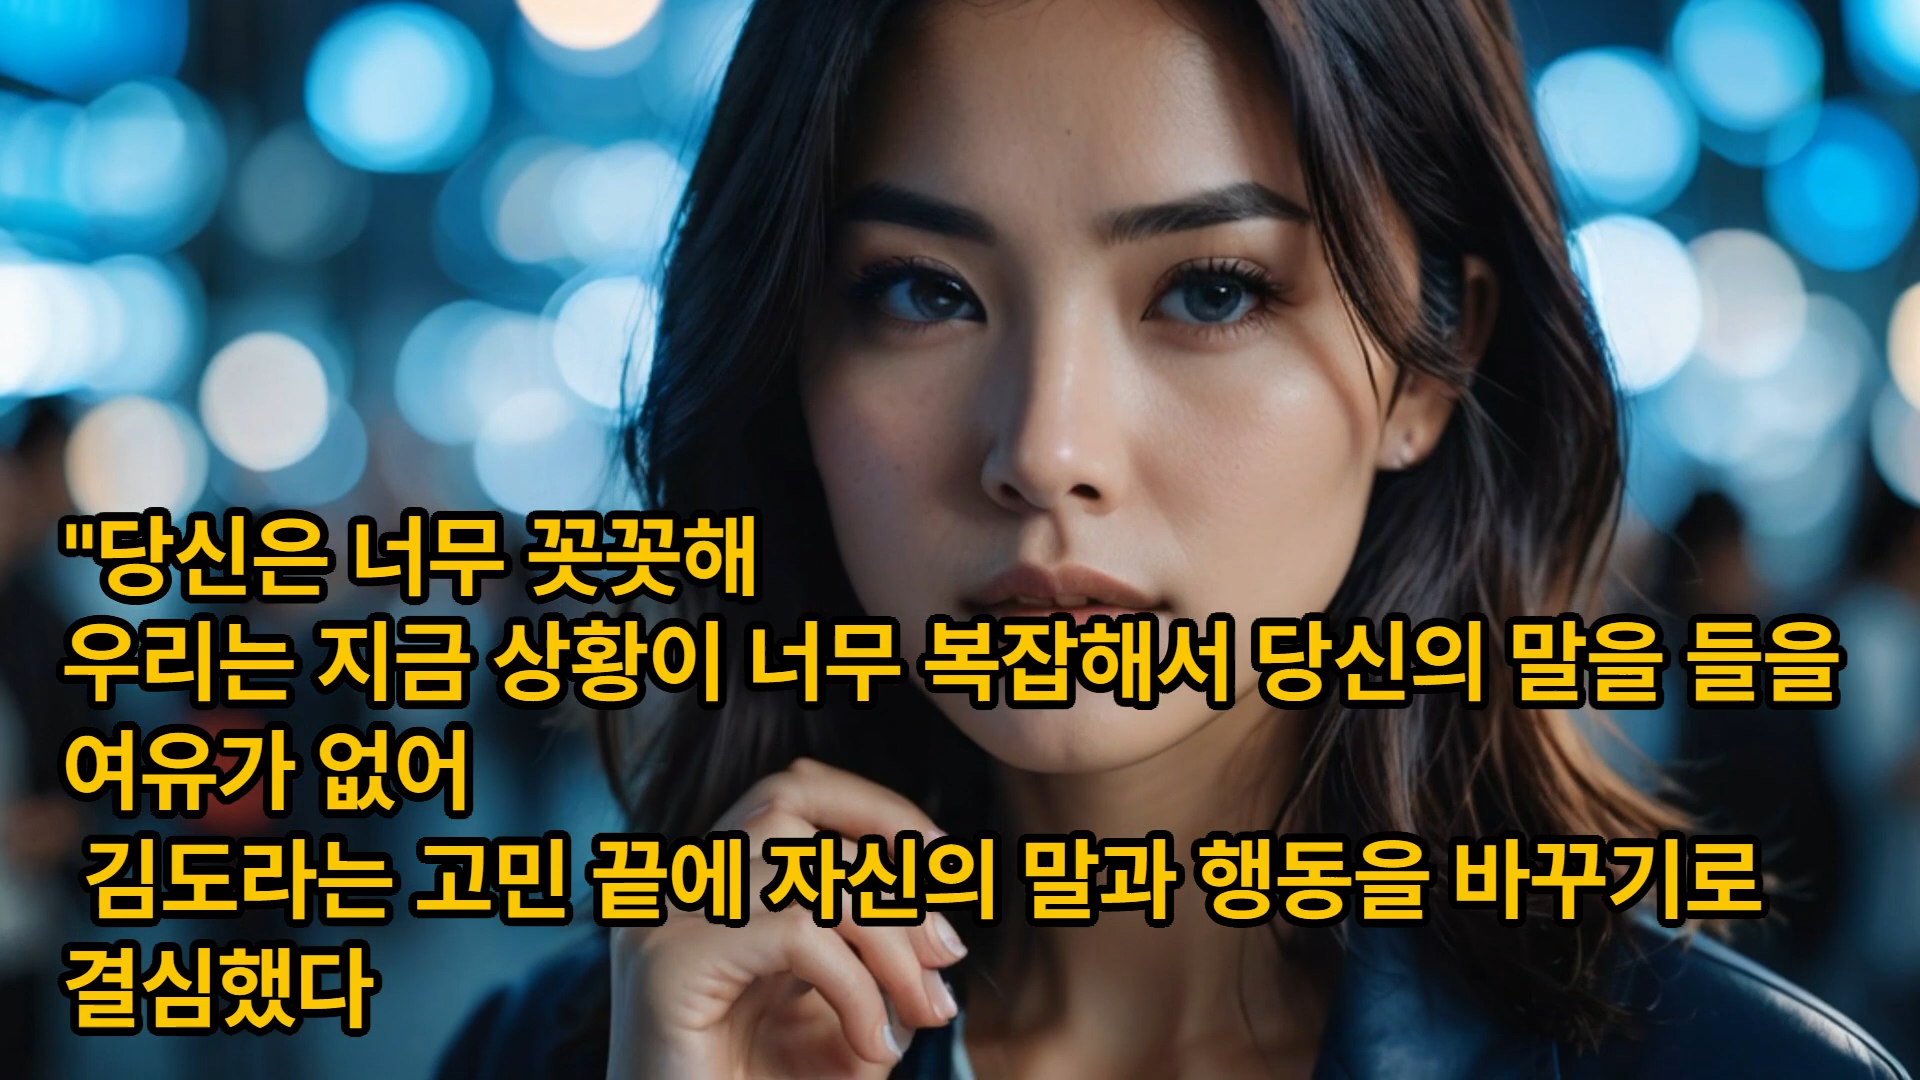 "당신은 너무 꼿꼿해
우리는 지금 상황이 너무 복잡해서 당신의 말을 들을
여유가 없어
김도라는 고민 끝에 자신의 말과 행동을 바꾸기로
결심했다